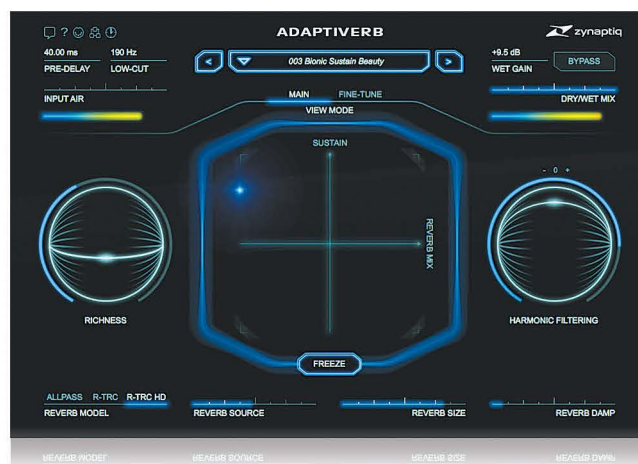 ?
ADAPTIVERB
zynaptiq
40.00 ms
190 Hz
PRE-DELAY
LOW-CUT
<
003 Bionic Sustain Beauty
>
+9.5 dB
WET GAIN
BYPASS
INPUT AIR
MAIN
FINE-TUNE
VIEW MODE
DRY/WET MIX
SUSTAIN
REVERB MIX
- 0 +
RICHNESS
HARMONIC FILTERING
FREEZE
ALLPASS
R-TRC
R-TRC HD
REVERB MODEL
REVERB SOURCE
REVERB SIZE
REVERB DAMP